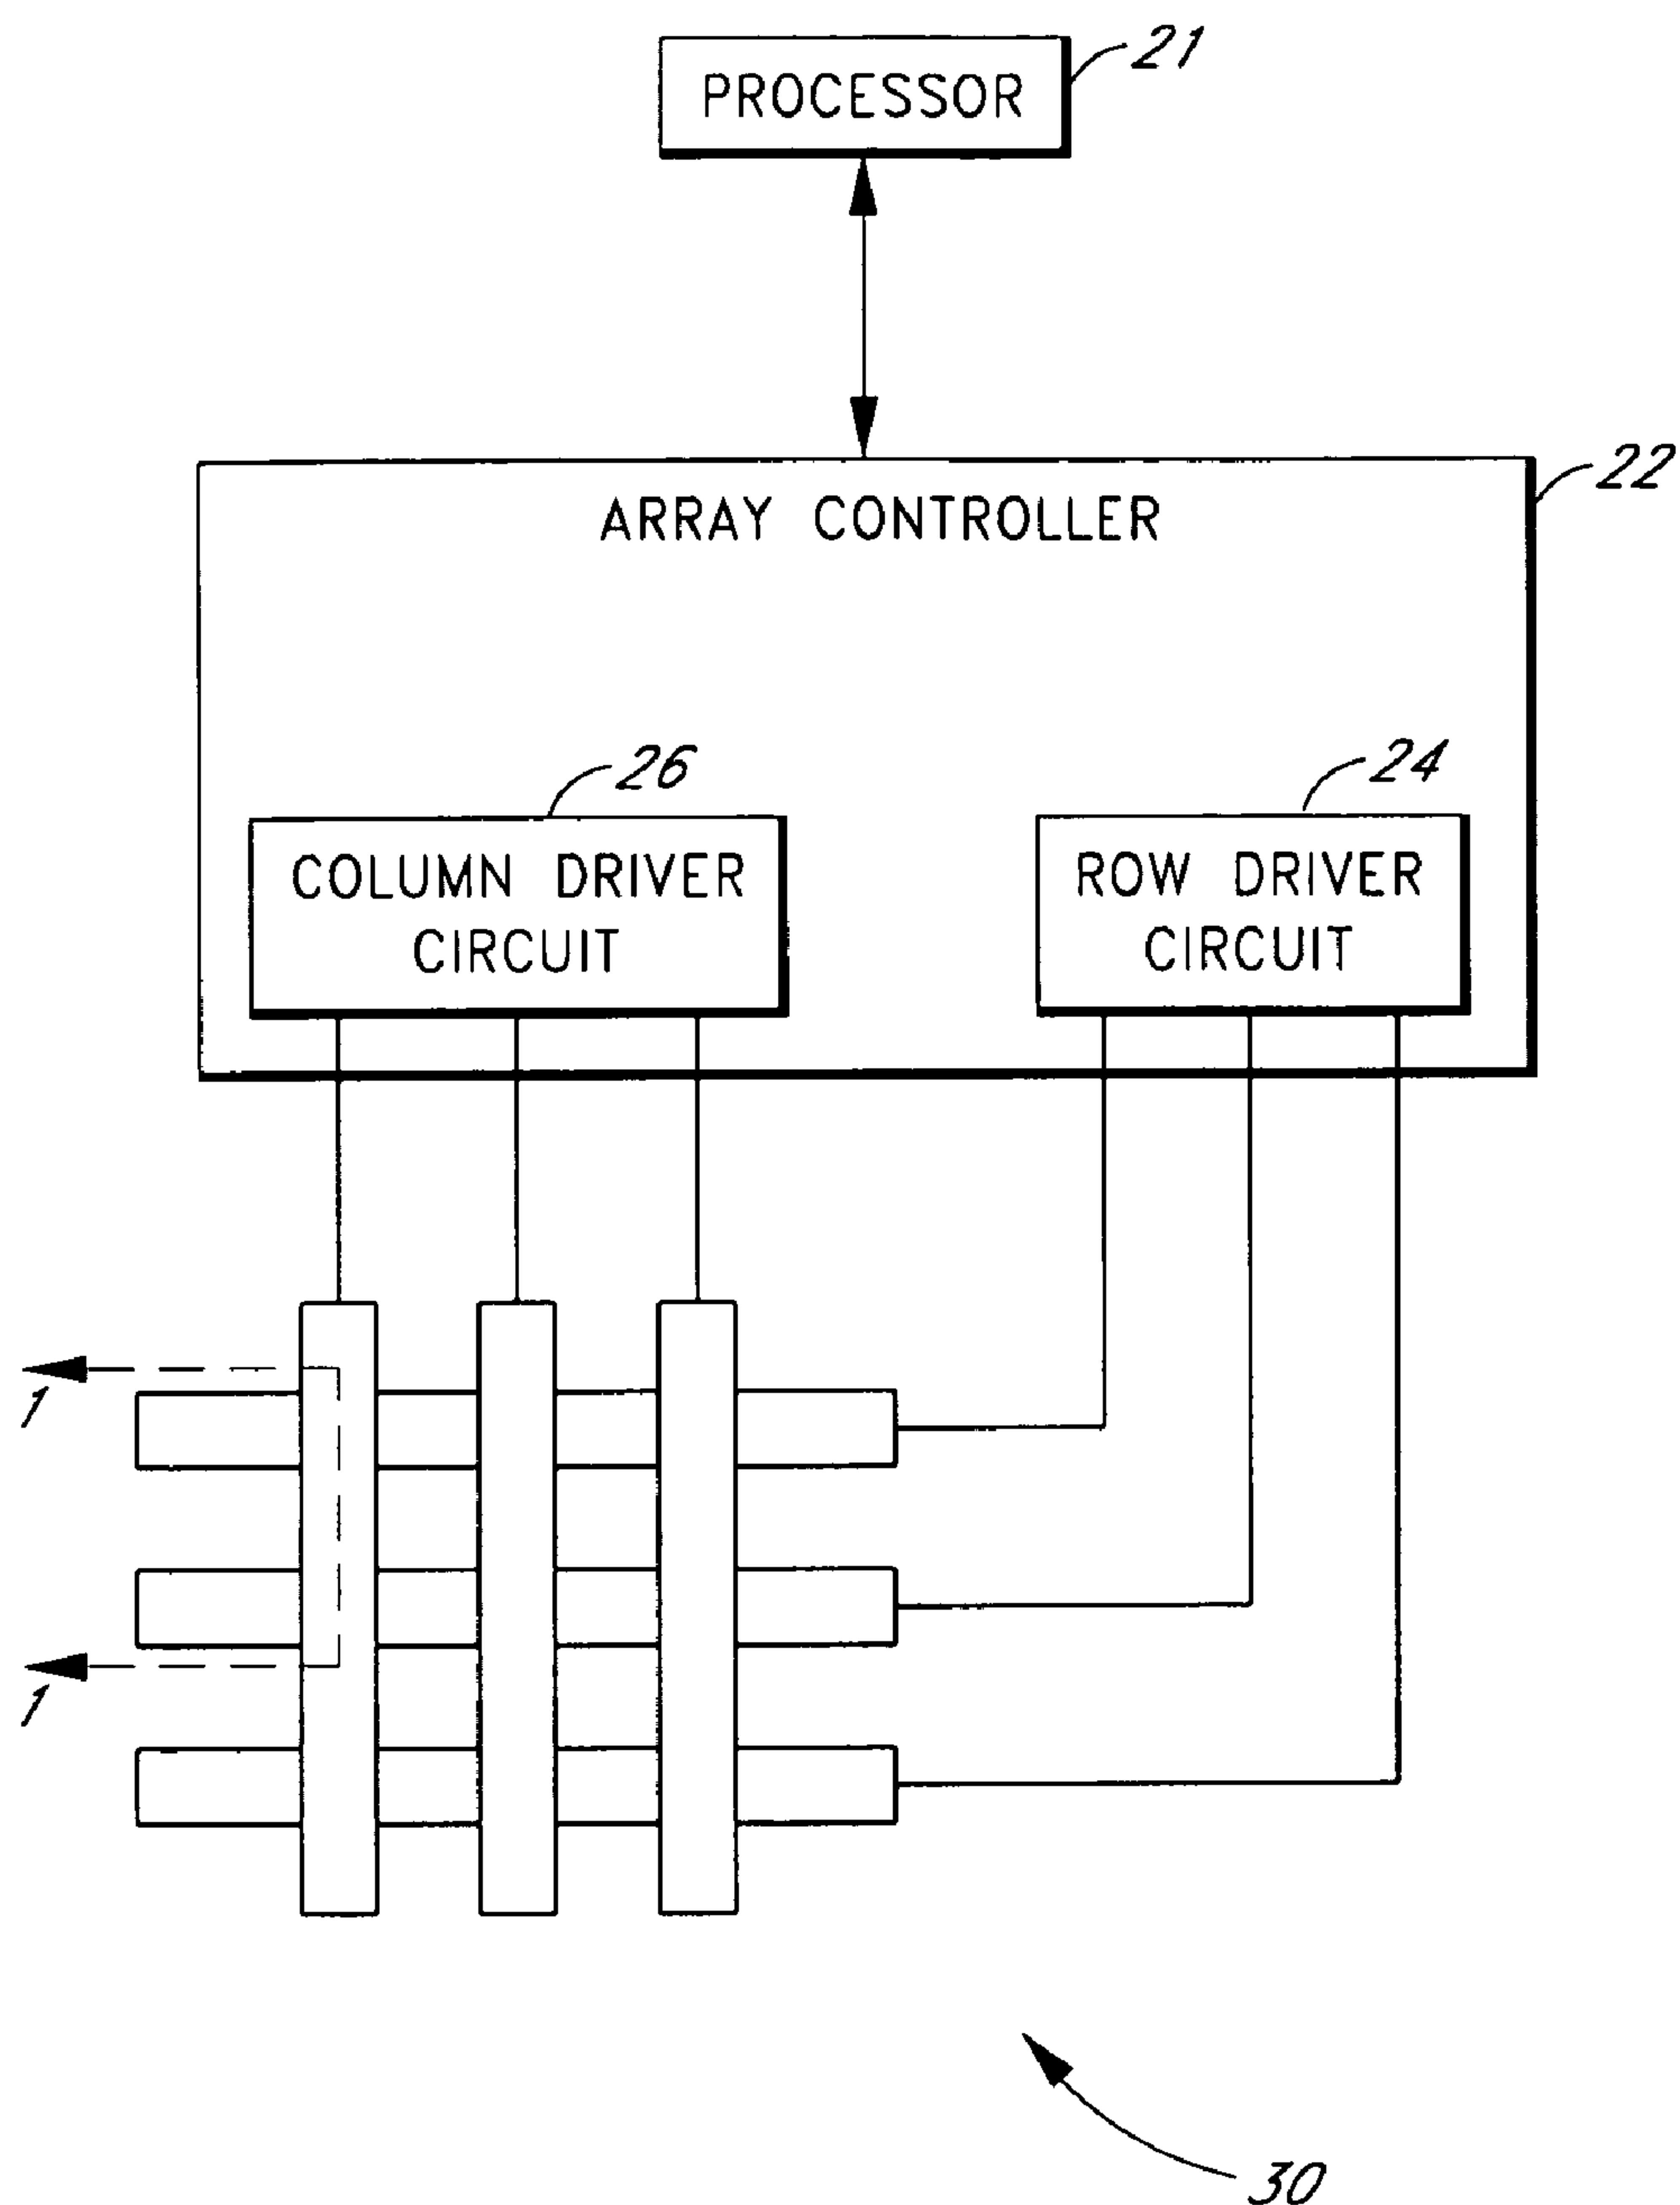 21
PROCESSOR
22
ARRAY CONTROLLER
26
24
COLUMN DRIVER
CIRCUIT
ROW DRIVER
CIRCUIT
1
1
30